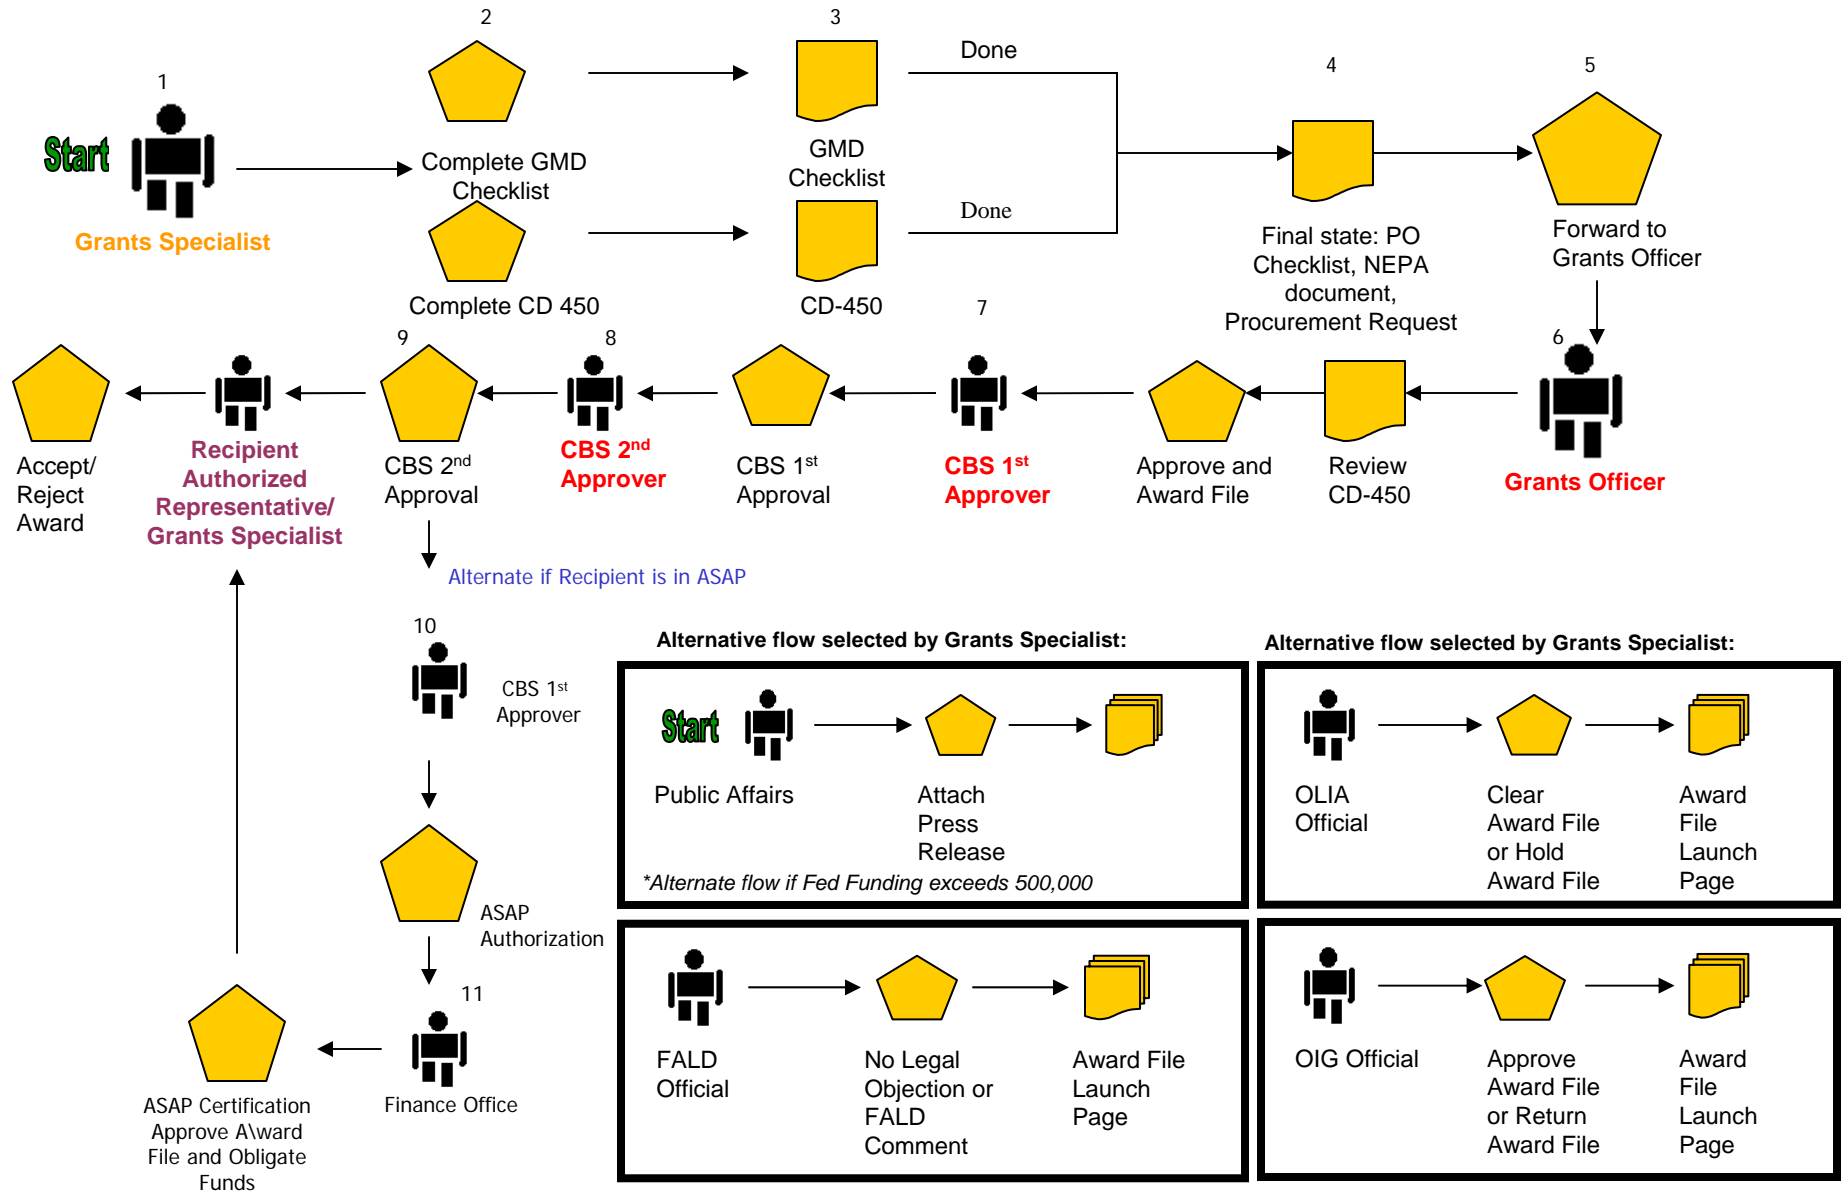 2
3
1
4
5
Start
Grants Specialist
Complete GMD
Checklist
GMD
Checklist
Done
Complete CD 450
CD-450
Done
Final state: PO
Checklist, NEPA
document,
Procurement Request
Forward to
Grants Officer
6
Grants Officer
Review
CD-450
Approve and
Award File
7
CBS 1st
Approver
CBS 1st
Approval
8
CBS 2nd
Approver
9
CBS 2nd
Approval
Recipient
Authorized
Representative/
Grants Specialist
Accept/
Reject
Award
Alternate if Recipient is in ASAP
10
CBS 1st
Approver
ASAP
Authorization
11
Finance Office
ASAP Certification
Approve A\ward
File and Obligate
Funds
Alternative flow selected by Grants Specialist:
Start
Public Affairs
Attach
Press
Release
*Alternate flow if Fed Funding exceeds 500,000
Alternative flow selected by Grants Specialist:
OLIA
Official
Clear
Award File
or Hold
Award File
Award
File
Launch
Page
FALD
Official
No Legal
Objection or
FALD
Comment
Award File
Launch
Page
OIG Official
Approve
Award File
or Return
Award File
Award
File
Launch
Page